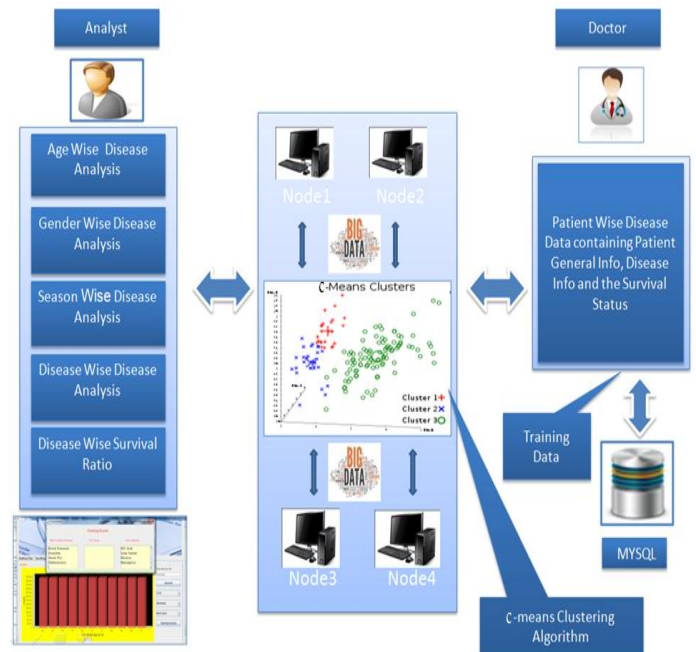 Analyst
Doctor
Age Wise Disease
Analysis
Gender Wise Disease
Analysis
Season Wise Disease
Analysis
Disease Wise Disease
Analysis
Disease Wise Survival
Ratio
Node1
Node2
BIG
DATA
C-Means Clusters
Cluster 1
Cluster 2
Cluster 3
BIG
DATA
Node3
Node4
Patient Wise Disease
Data containing Patient
General Info, Disease
Info and the Survival
Status
Training
Data
MYSQL
C-means Clustering
Algorithm